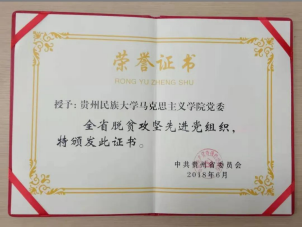 荣誉证书
RONG YU ZHENG SHU
授予:贵州民族大学马克思主义学院党委
全省脱贫攻坚先进党组织,
特颁发此证书。
中共贵州省委员会
2018年6月